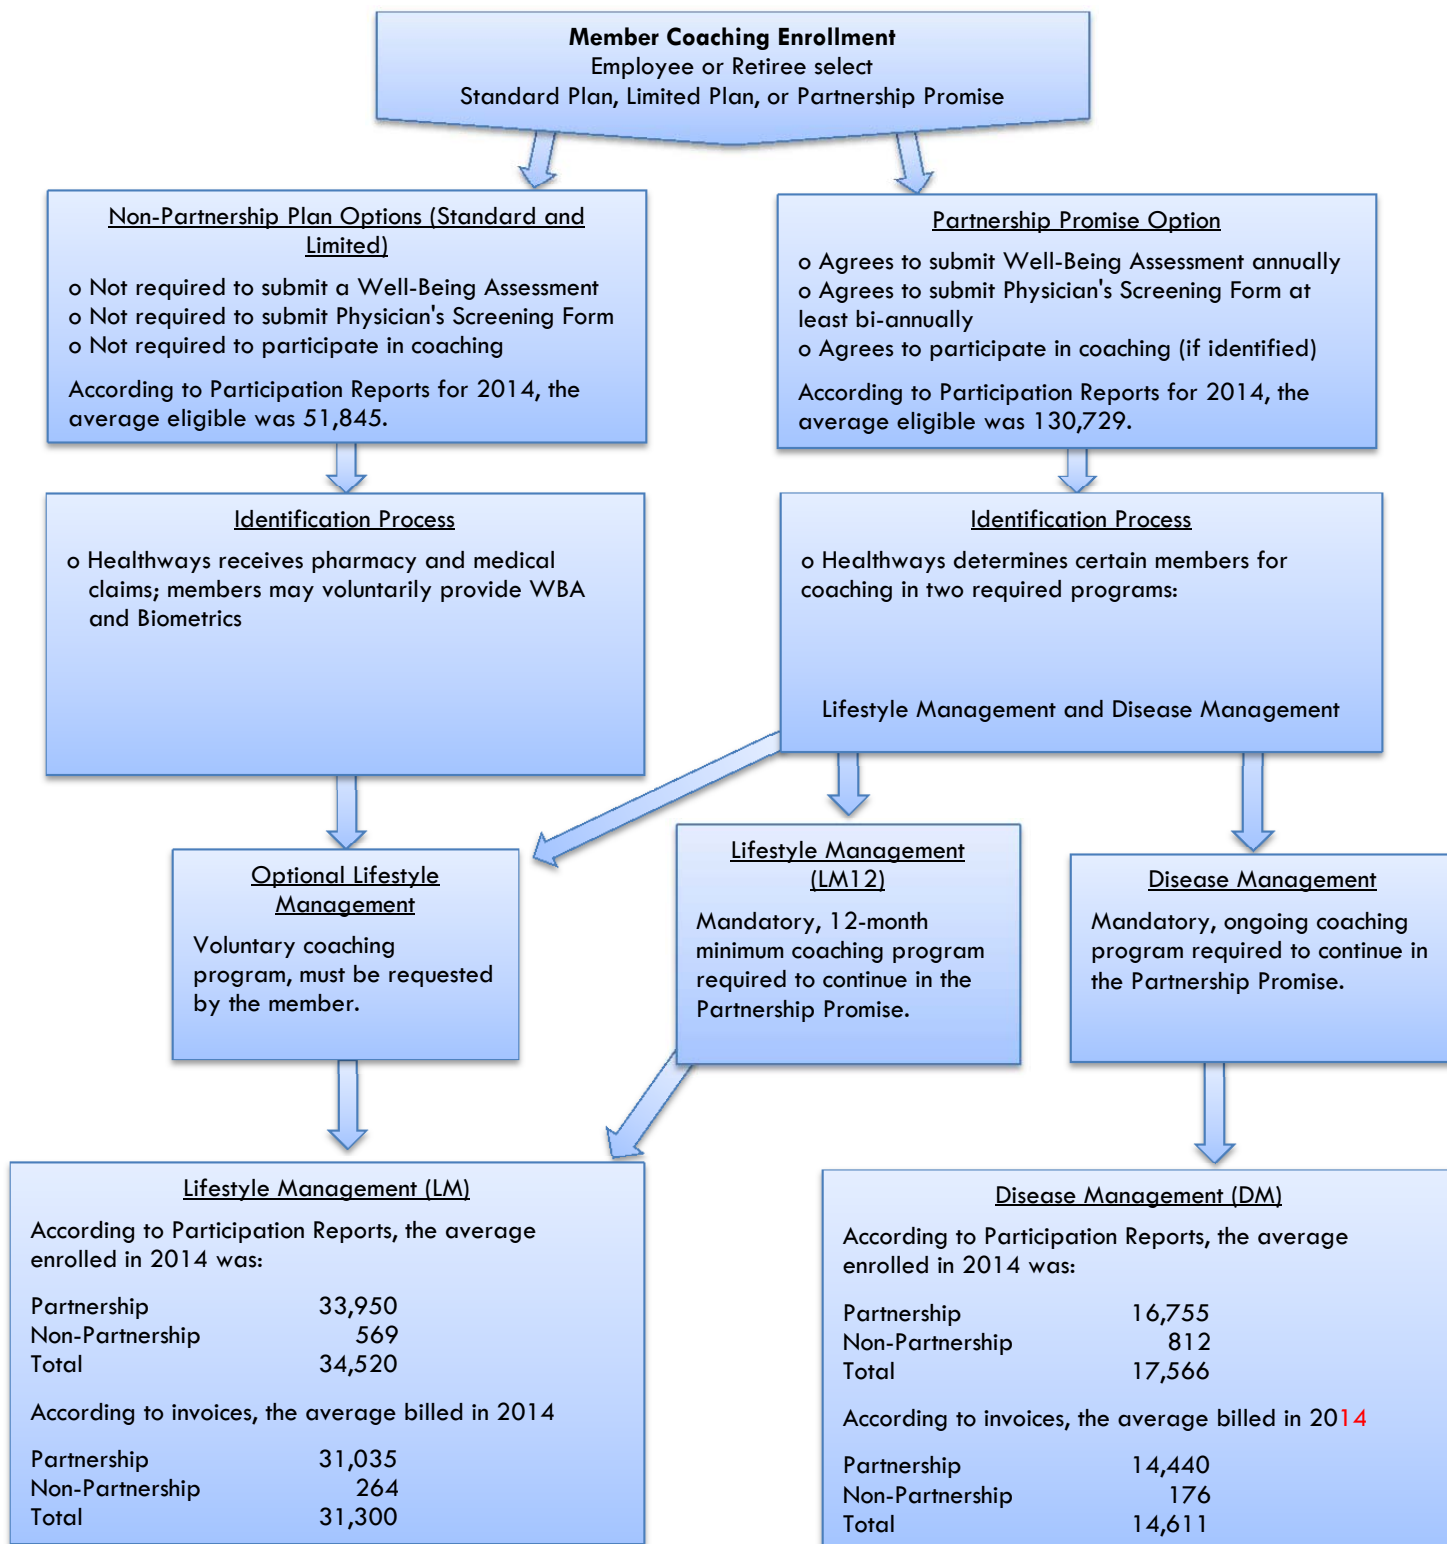 Member Coaching Enrollment
Employee or Retiree select
Standard Plan, Limited Plan, or Partnership Promise
Non-Partnership Plan Options (Standard and
Limited)
o Not required to submit a Well-Being Assessment
o Not required to submit Physician's Screening Form
o Not required to participate in coaching
According to Participation Reports for 2014, the
average eligible was 51,845.
Partnership Promise Option
o Agrees to submit Well-Being Assessment annually
o Agrees to submit Physician's Screening Form at
least bi-annually
o Agrees to participate in coaching (if identified)
According to Participation Reports for 2014, the
average eligible was 130,729.
Identification Process
o Healthways receives pharmacy and medical
claims; members may voluntarily provide WBA
and Biometrics
Identification Process
o Healthways determines certain members for
coaching in two required programs:
Lifestyle Management and Disease Management
Optional Lifestyle
Management
Voluntary coaching
program, must be requested
by the member.
Lifestyle Management
(LM12)
Mandatory, 12-month
minimum coaching program
required to continue in the
Partnership Promise.
Disease Management
Mandatory, ongoing coaching
program required to continue in
the Partnership Promise.
Lifestyle Management (LM)
According to Participation Reports, the average
enrolled in 2014 was:
Partnership 33,950
Non-Partnership 569
Total 34,520
According to invoices, the average billed in 2014
Partnership 31,035
Non-Partnership 264
Total 31,300
Disease Management (DM)
According to Participation Reports, the average
enrolled in 2014 was:
Partnership 16,755
Non-Partnership 812
Total 17,566
According to invoices, the average billed in 2014
Partnership 14,440
Non-Partnership 176
Total 14,611